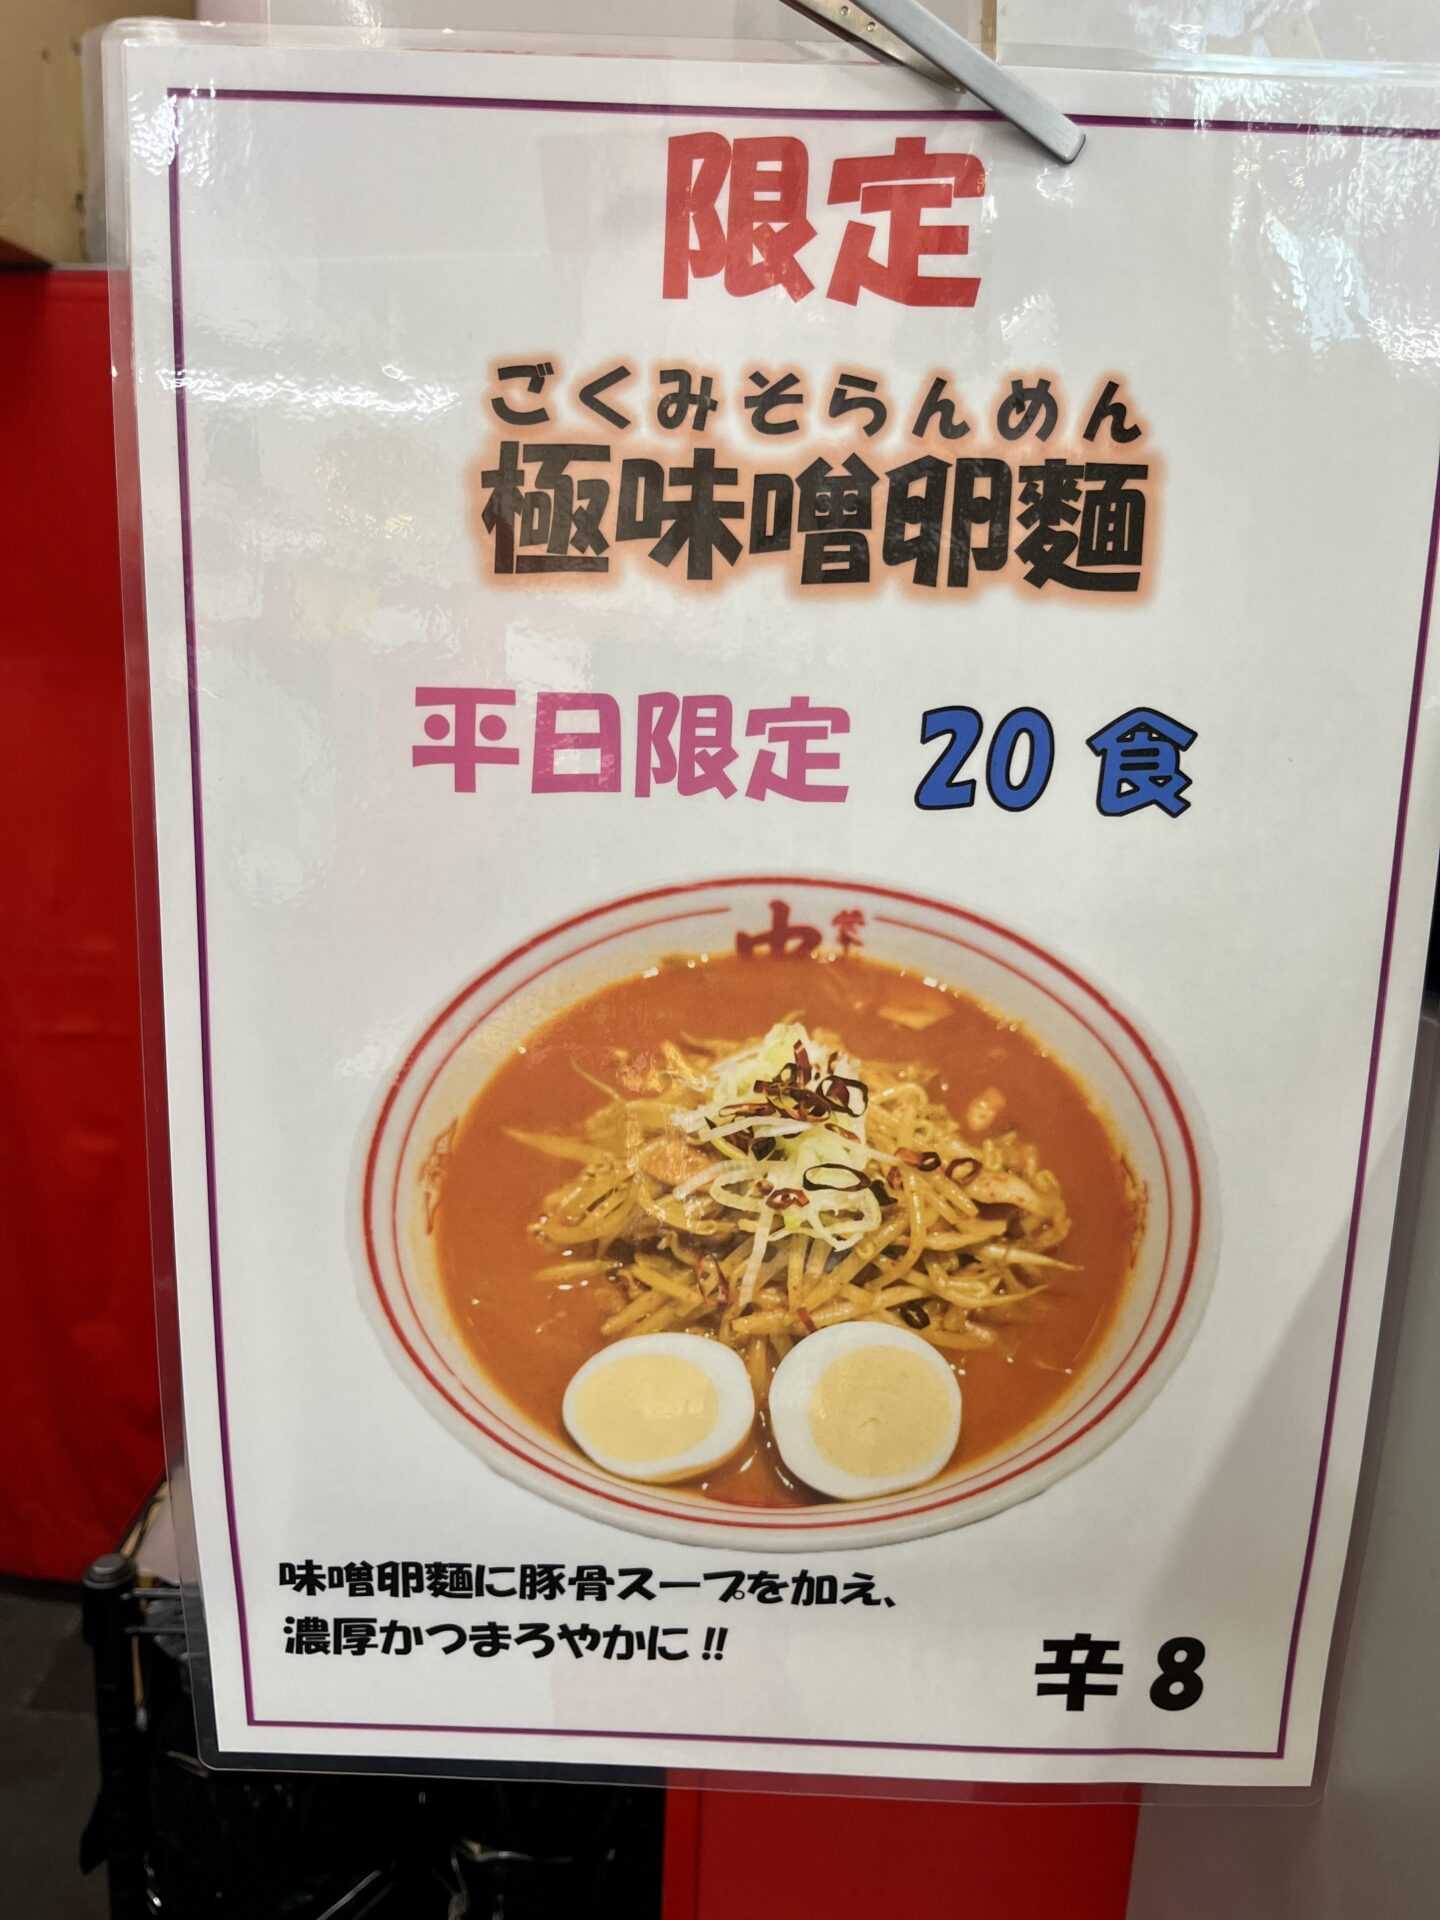 限定
ごくみそらんめん
極味噌卵麺
平日限定 20食
中
味噌卵麺に豚骨スープを加え、
濃厚かつまろやかに!!
辛8